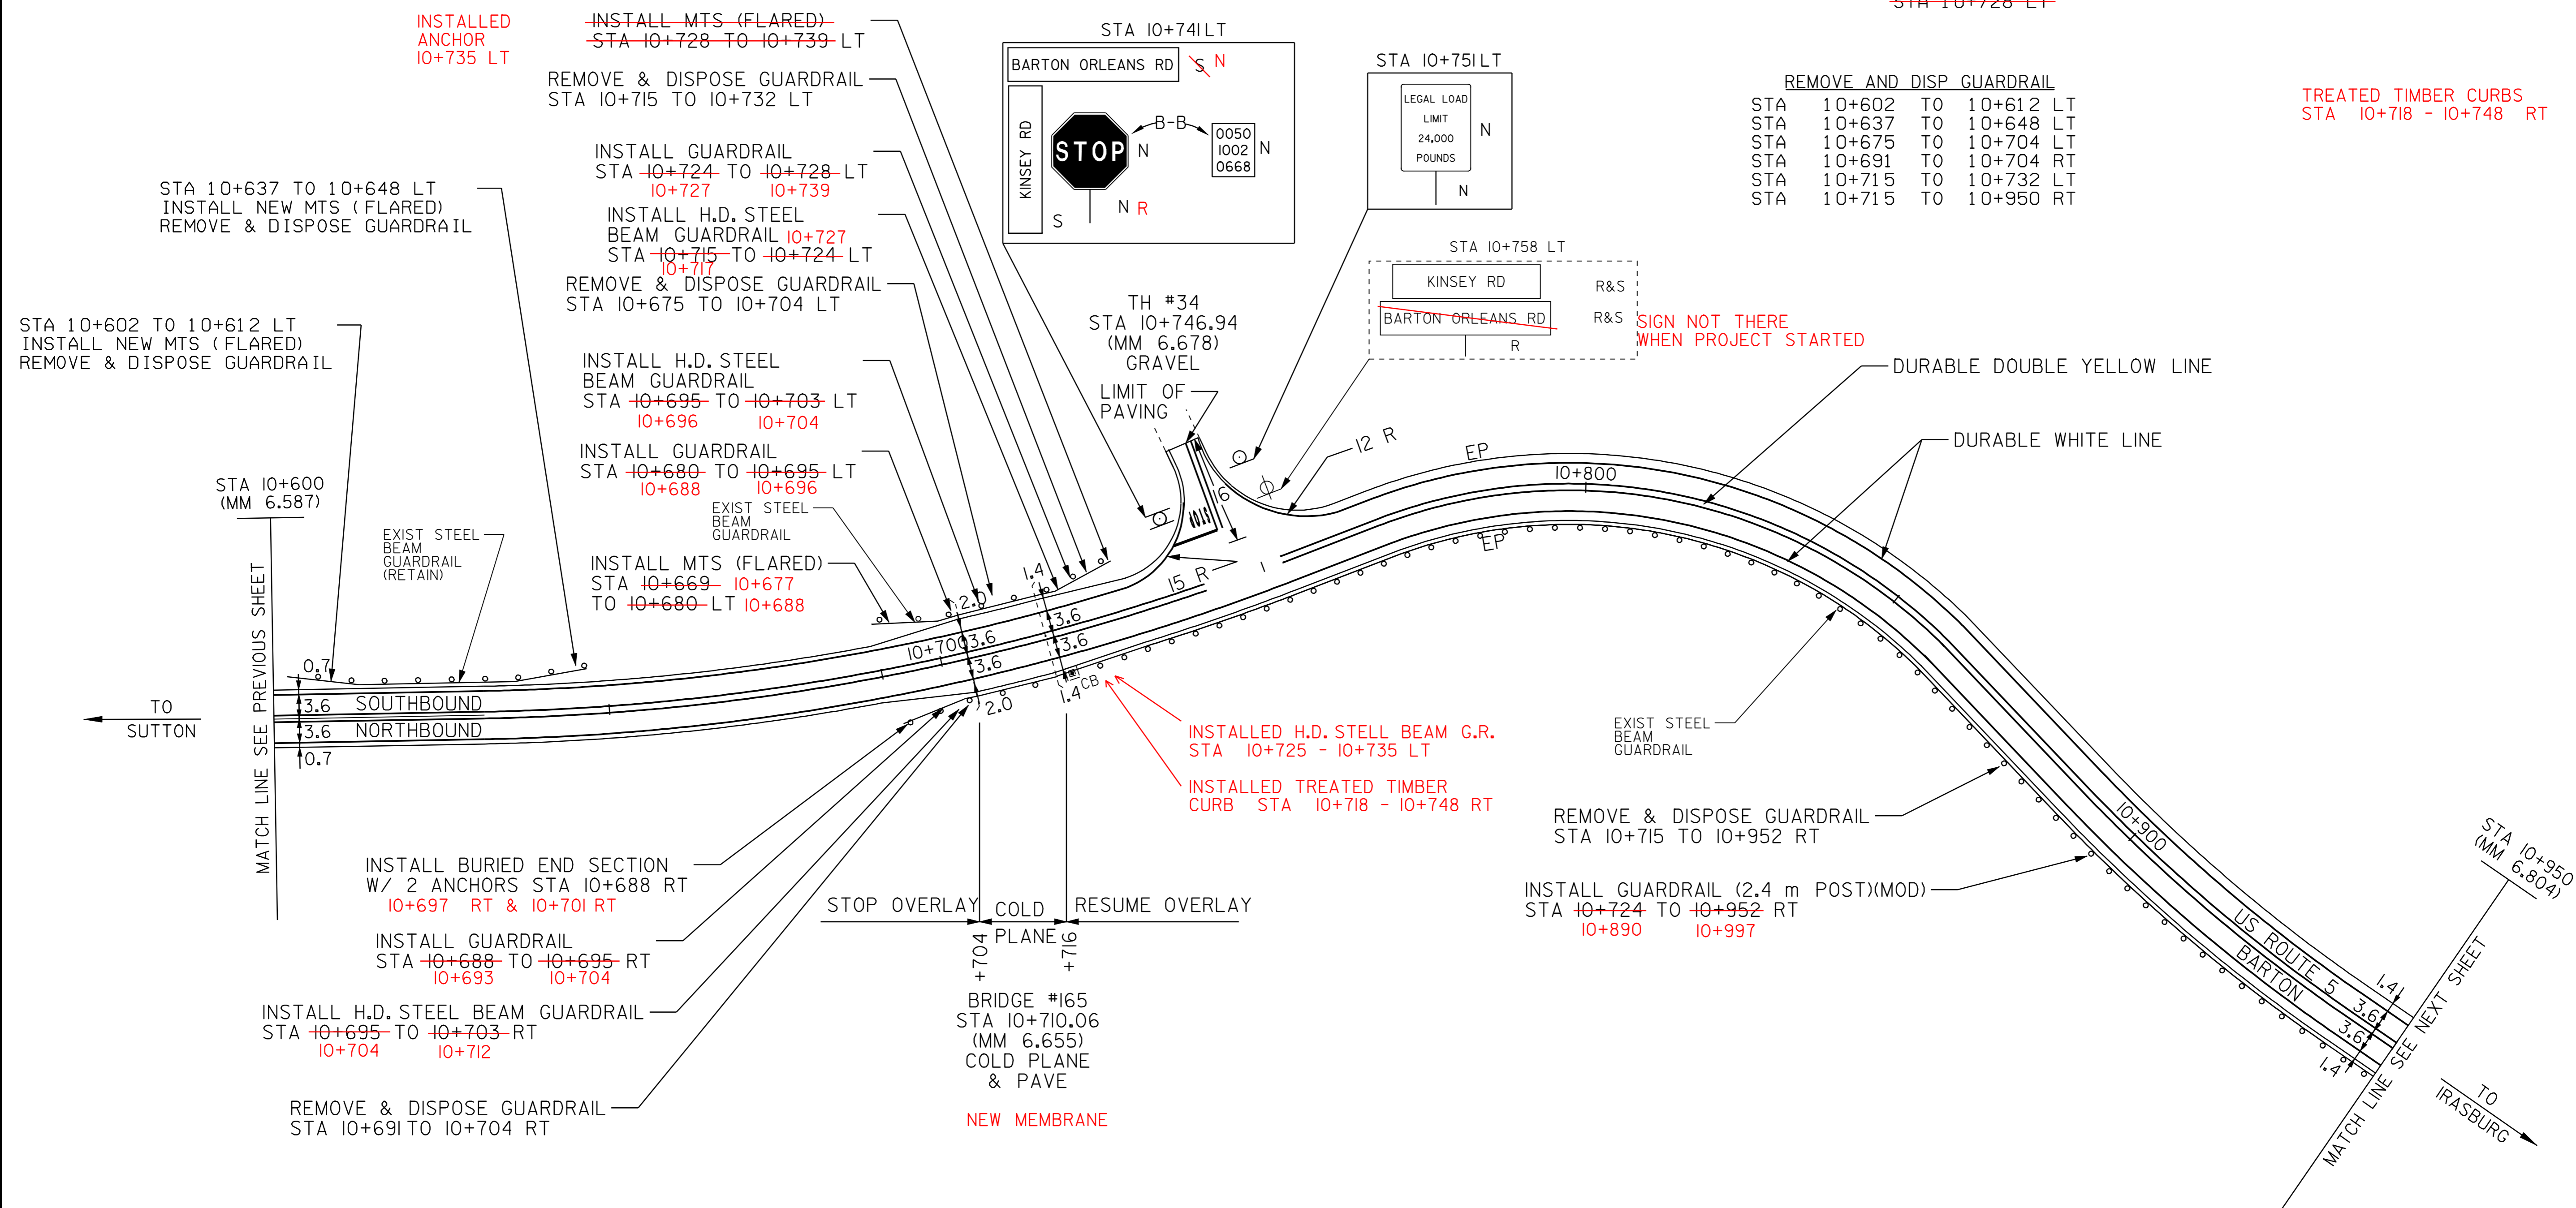 INSTALLED
ANCHOR
10+735 LT
INSTALL MTS (FLARED)
STA 10+728 TO 10+739 LT
REMOVE & DISPOSE GUARDRAIL
STA 10+715 TO 10+732 LT
INSTALL GUARDRAIL
STA 10+724 TO 10+728 LT
10+727 10+739
INSTALL H.D. STEEL
BEAM GUARDRAIL 10+727
STA 10+715 TO 10+724 LT
10+717
REMOVE & DISPOSE GUARDRAIL
STA 10+675 TO 10+704 LT
INSTALL H.D. STEEL
BEAM GUARDRAIL
STA 10+695 TO 10+703 LT
10+696 10+704
INSTALL GUARDRAIL
STA 10+680 TO 10+695 LT
10+688 10+696
EXIST STEEL
BEAM
GUARDRAIL
INSTALL MTS (FLARED)
STA 10+669 10+677
TO 10+680 LT 10+688
STA 10+637 TO 10+648 LT
INSTALL NEW MTS (FLARED)
REMOVE & DISPOSE GUARDRAIL
STA 10+602 TO 10+612 LT
INSTALL NEW MTS (FLARED)
REMOVE & DISPOSE GUARDRAIL
STA 10+600
(MM 6.587)
EXIST STEEL
BEAM
GUARDRAIL
(RETAIN)
MATCH LINE SEE PREVIOUS SHEET
TO
SUTTON
0.7
3.6 SOUTHBOUND
3.6 NORTHBOUND
0.7
STA 10+741LT
BARTON ORLEANS RD S N
KINSEY RD
STOP N
B-B
0050
1002
0668
N
S
N R
STA 10+751LT
LEGAL LOAD
LIMIT
24,000
POUNDS
N
N
STA 10+758 LT
KINSEY RD R&S
BARTON ORLEANS RD R&S
R
SIGN NOT THERE
WHEN PROJECT STARTED
TH #34
STA 10+746.94
(MM 6.678)
GRAVEL
LIMIT OF
PAVING
STA 10+728 LT
REMOVE AND DISP GUARDRAIL
STA 10+602 TO 10+612 LT
STA 10+637 TO 10+648 LT
STA 10+675 TO 10+704 LT
STA 10+691 TO 10+704 RT
STA 10+715 TO 10+732 LT
STA 10+715 TO 10+950 RT
TREATED TIMBER CURBS
STA 10+718 - 10+748 RT
DURABLE DOUBLE YELLOW LINE
DURABLE WHITE LINE
12 R
EP
10+800
EP
16
STOP
15 R
1.4
2.0
10+700
3.6
3.6
3.6
3.6
2.0
1.4
CB
INSTALLED H.D. STELL BEAM G.R.
STA 10+725 - 10+735 LT
INSTALLED TREATED TIMBER
CURB STA 10+718 - 10+748 RT
EXIST STEEL
BEAM
GUARDRAIL
REMOVE & DISPOSE GUARDRAIL
STA 10+715 TO 10+952 RT
INSTALL GUARDRAIL (2.4 m POST)(MOD)
STA 10+724 TO 10+952 RT
10+890 10+997
INSTALL BURIED END SECTION
W/ 2 ANCHORS STA 10+688 RT
10+697 RT & 10+701 RT
INSTALL GUARDRAIL
STA 10+688 TO 10+695 RT
10+693 10+704
INSTALL H.D. STEEL BEAM GUARDRAIL
STA 10+695 TO 10+703 RT
10+704 10+712
REMOVE & DISPOSE GUARDRAIL
STA 10+691 TO 10+704 RT
STOP OVERLAY
COLD
PLANE
RESUME OVERLAY
+704
+716
BRIDGE #165
STA 10+710.06
(MM 6.655)
COLD PLANE
& PAVE
NEW MEMBRANE
10+900
US ROUTE 5
BARTON
1.4
3.6
3.6
1.4
STA 10+950
(MM 6.804)
MATCH LINE SEE NEXT SHEET
TO
IRASBURG